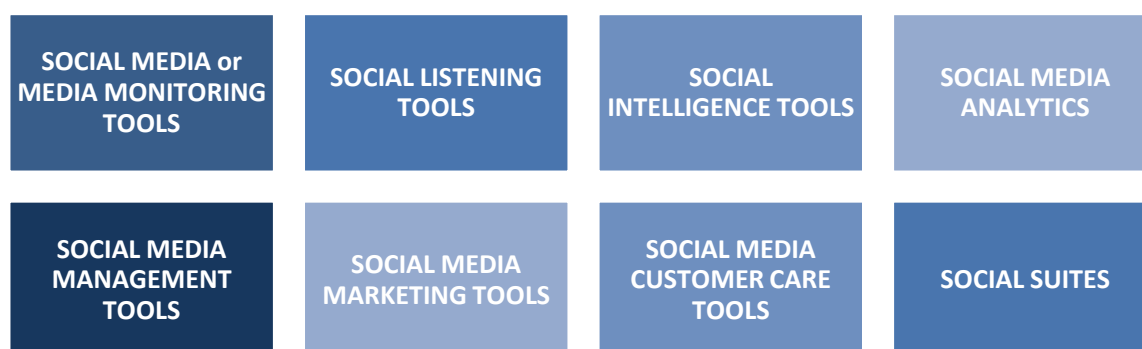 SOCIAL MEDIA or
MEDIA MONITORING
TOOLS
SOCIAL LISTENING
TOOLS
SOCIAL
INTELLIGENCE TOOLS
SOCIAL MEDIA
ANALYTICS
SOCIAL MEDIA
MANAGEMENT
TOOLS
SOCIAL MEDIA
MARKETING TOOLS
SOCIAL MEDIA
CUSTOMER CARE
TOOLS
SOCIAL SUITES